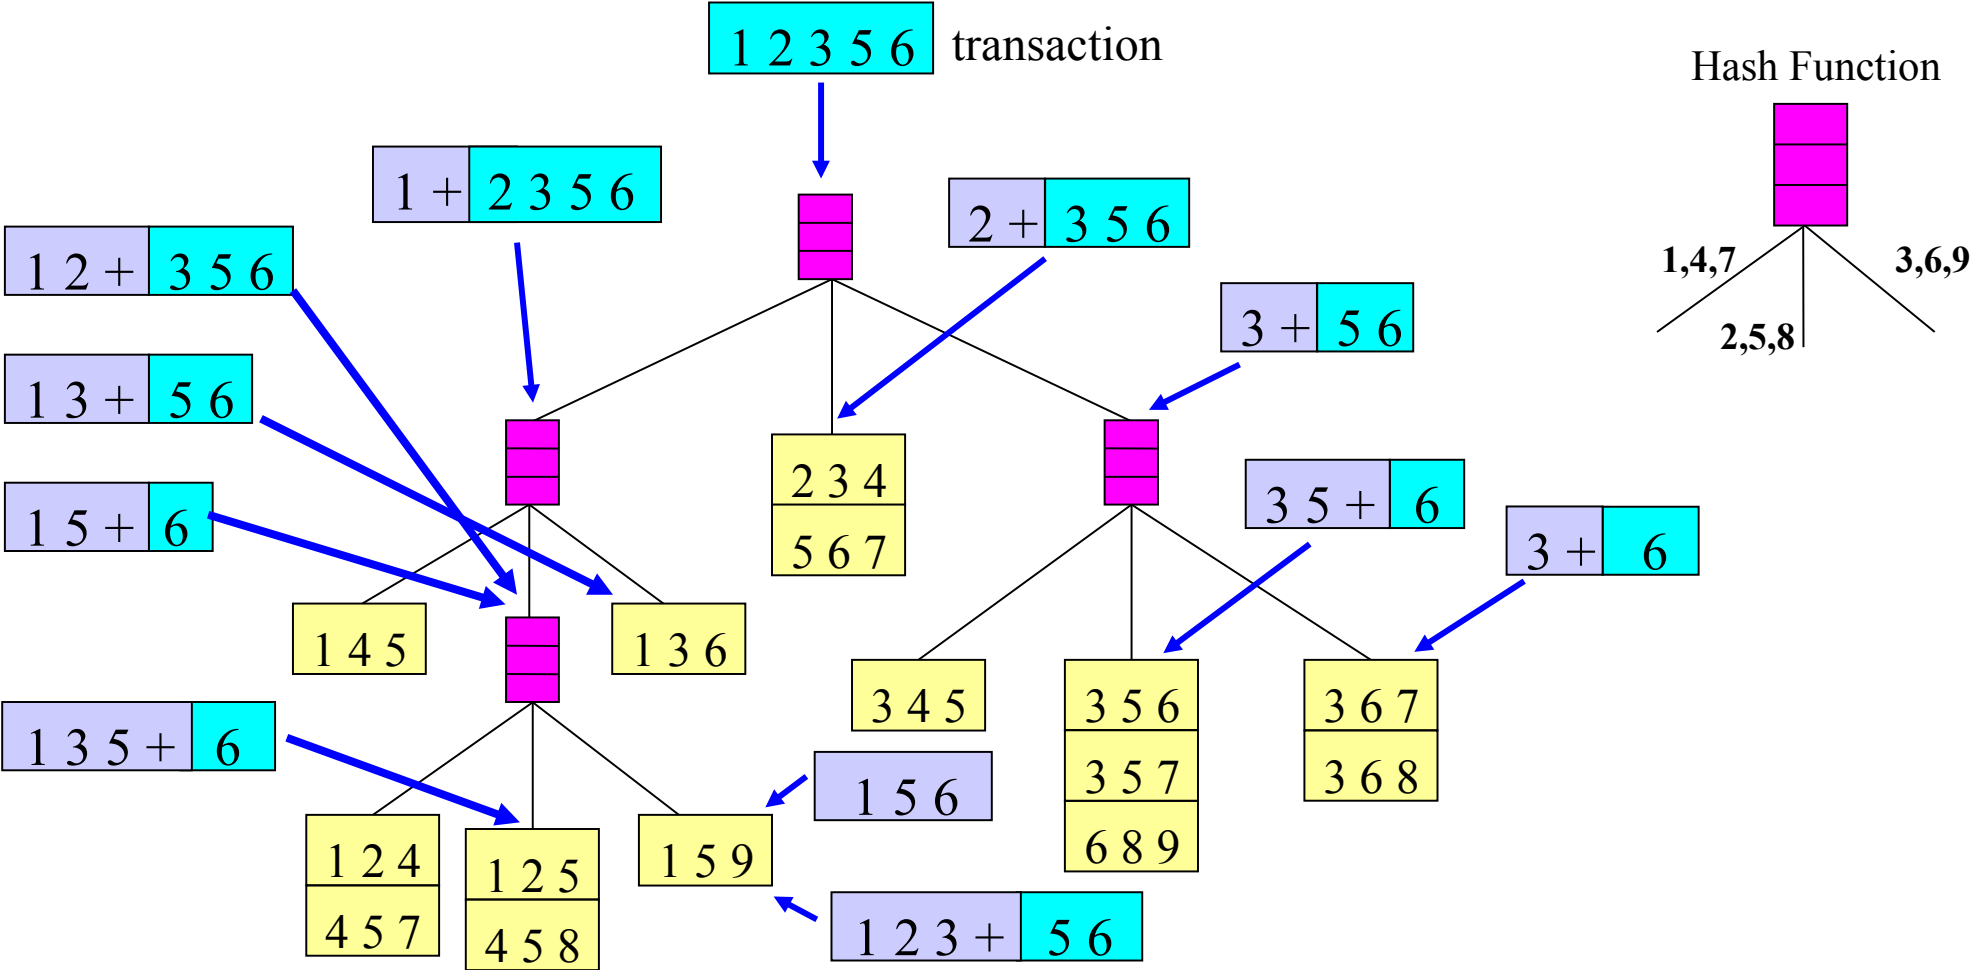 1 2 3 5 6 transaction
Hash Function
1 + 2 3 5 6
2 + 3 5 6
1 2 + 3 5 6
1,4,7
3,6,9
2,5,8
3 + 5 6
1 3 + 5 6
2 3 4
5 6 7
1 5 + 6
3 5 + 6
3 + 6
1 4 5
1 3 6
3 4 5
3 5 6
3 6 7
1 3 5 + 6
3 5 7
3 6 8
1 5 6
6 8 9
1 2 4
1 2 5
1 5 9
4 5 7
4 5 8
1 2 3 + 5 6